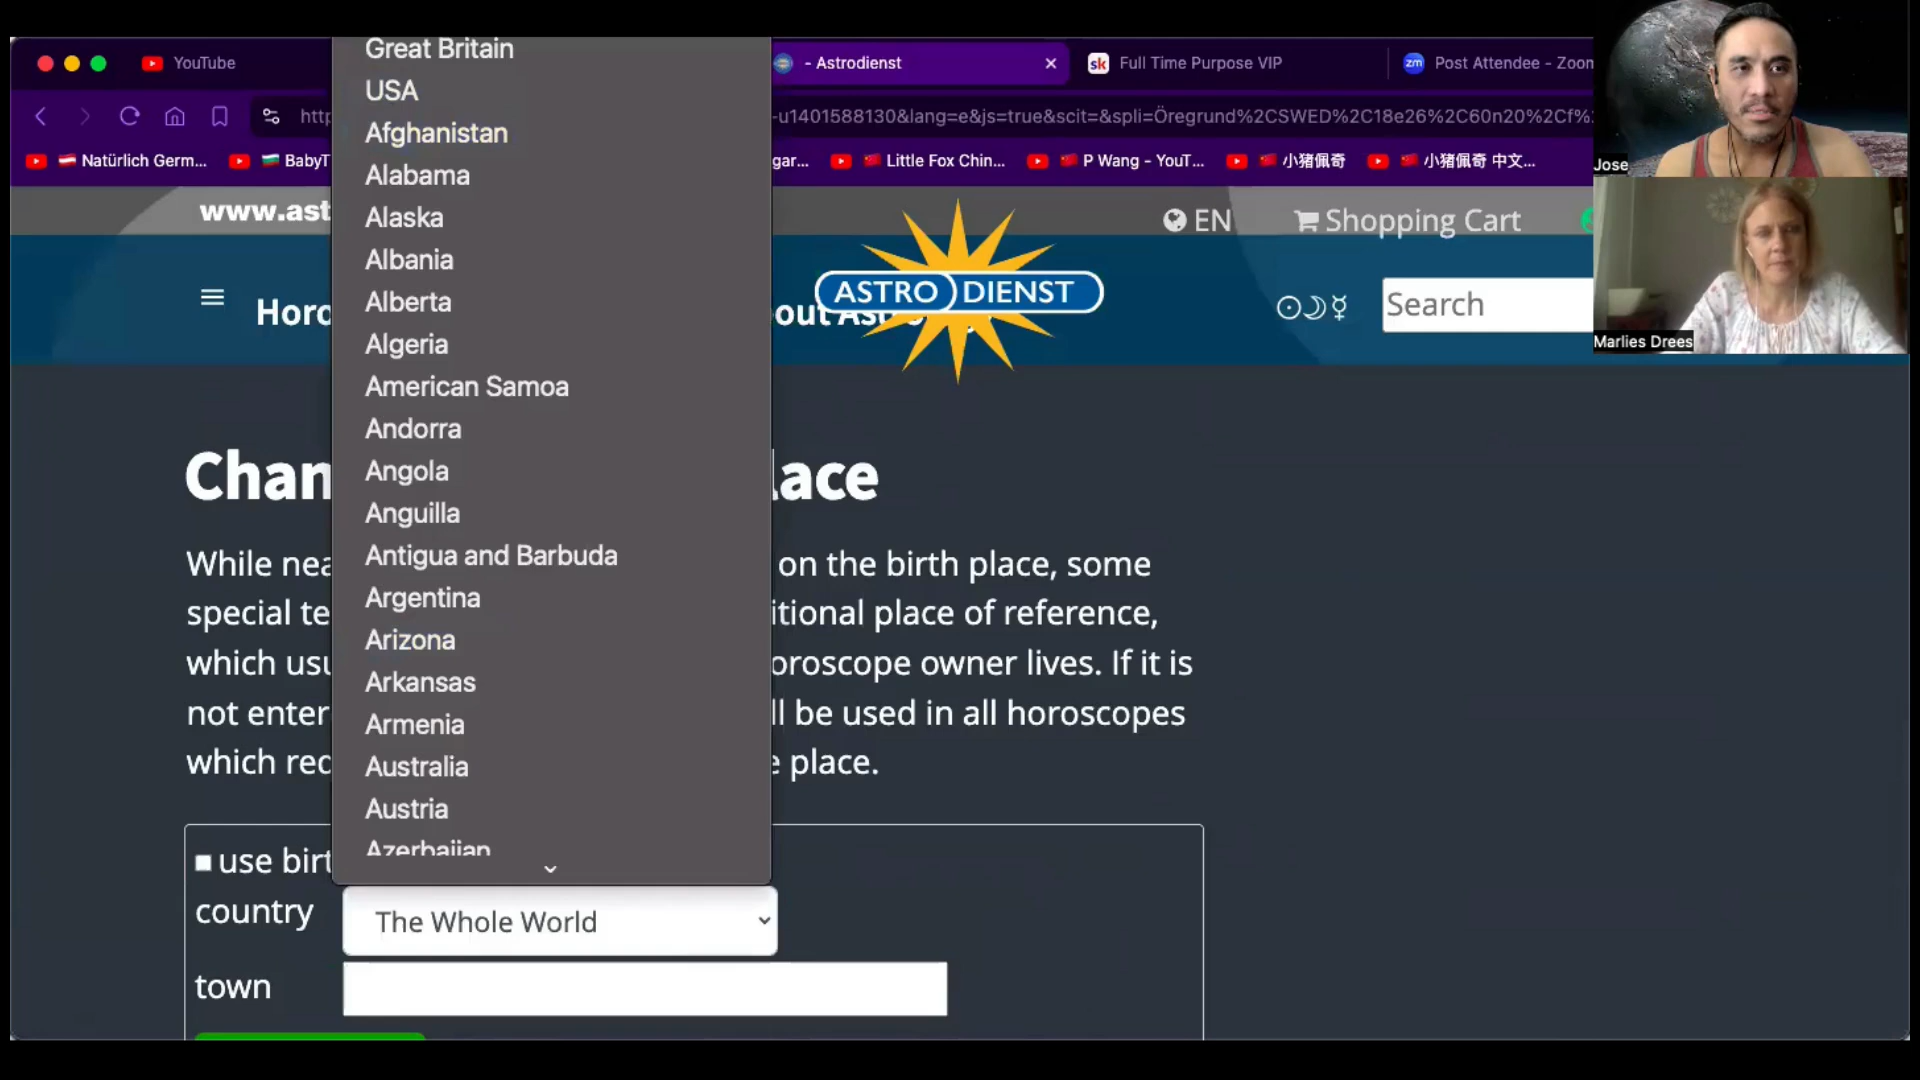 YouTube
- Astrodienst
Full Time Purpose VIP
Post Attendee - Zoom
-u1401588130&lang=e&js=true&scit=&spli=Öregrund%2CSWED%2C18e26%2C60n20%2Cf%
Natürlich Germ...
BabyT
gar...
Little Fox Chin...
P Wang - YouT...
小猪佩奇
小猪佩奇 中文...
www.ast
EN
Shopping Cart
Horo
ASTRO DIENST
out Ast
Search
Great Britain
USA
Afghanistan
Alabama
Alaska
Albania
Alberta
Algeria
American Samoa
Andorra
Angola
Anguilla
Antigua and Barbuda
Argentina
Arizona
Arkansas
Armenia
Australia
Austria
Azerbaijan
Chan
lace
While nea
on the birth place, some
special te
itional place of reference,
which usu
oroscope owner lives. If it is
not enter
ll be used in all horoscopes
which rec
e place.
use birt
country
The Whole World
town
Jose
Marlies Drees